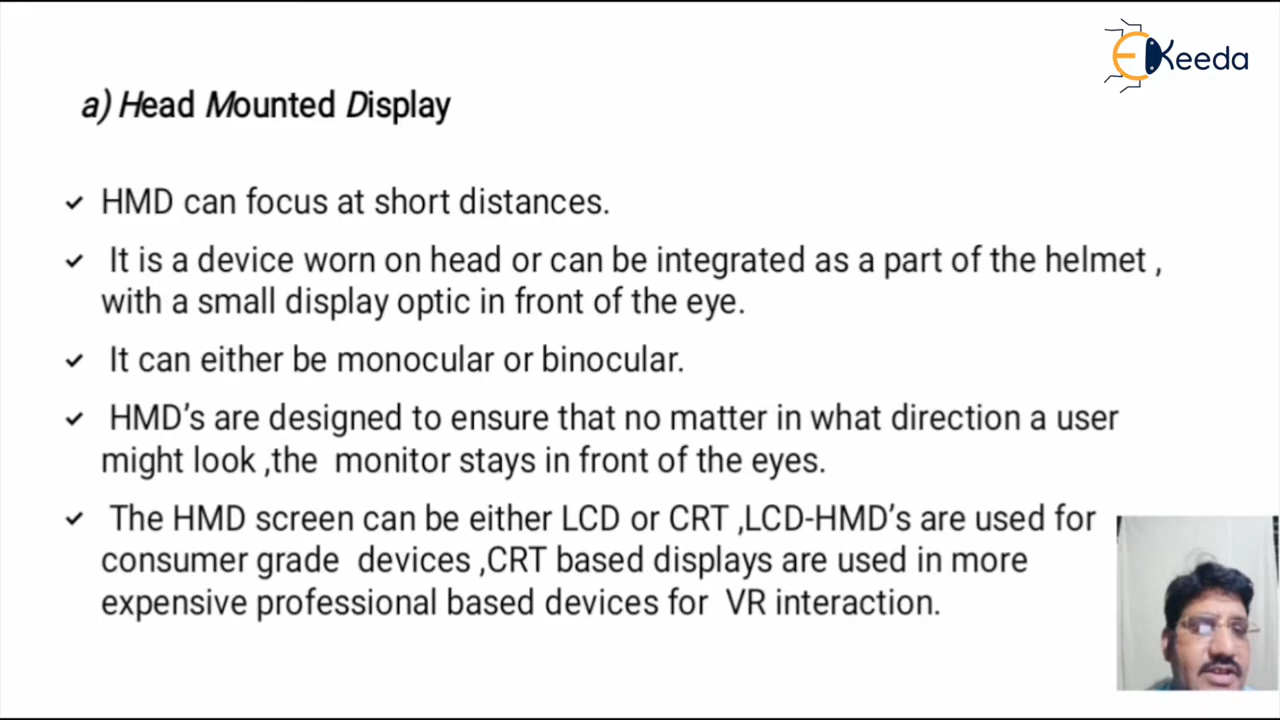 EKeeda
a) Head Mounted Display
HMD can focus at short distances.
It is a device worn on head or can be integrated as a part of the helmet ,
with a small display optic in front of the eye.
It can either be monocular or binocular.
HMD’s are designed to ensure that no matter in what direction a user
might look ,the monitor stays in front of the eyes.
The HMD screen can be either LCD or CRT ,LCD-HMD’s are used for
consumer grade devices ,CRT based displays are used in more
expensive professional based devices for VR interaction.